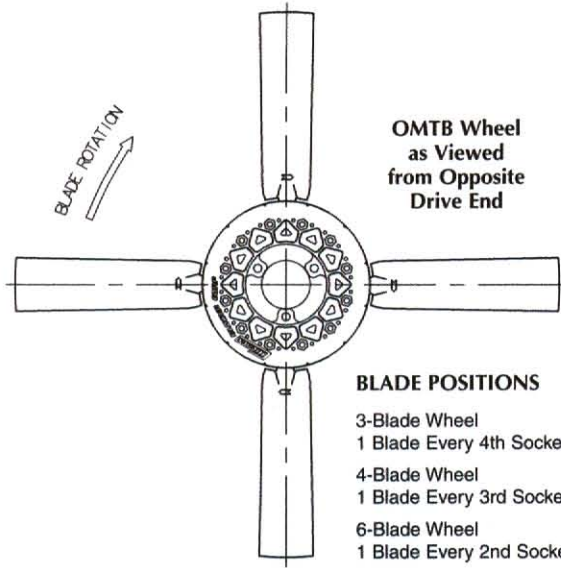 BLADE ROTATION
OMTB Wheel
as Viewed
from Opposite
Drive End
BLADE POSITIONS
3-Blade Wheel
1 Blade Every 4th Socke
4-Blade Wheel
1 Blade Every 3rd Socke
6-Blade Wheel
1 Blade Every 2nd Socke